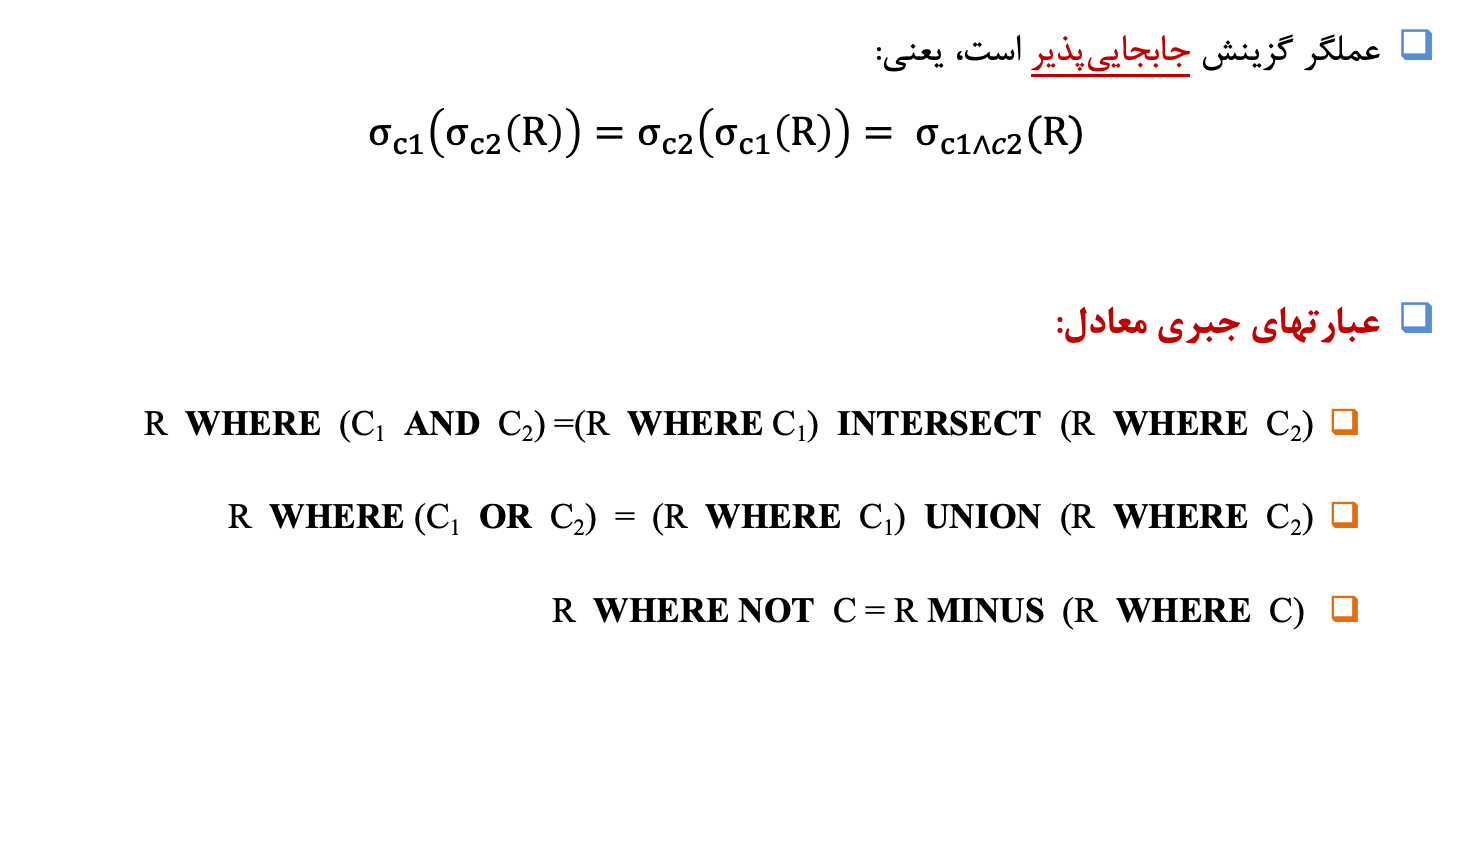 عملگر گزینش جابجایی‌پذیر است، یعنی:
σc1(σc2(R)) = σc2(σc1(R)) = σc1∧c2(R)
عبارتهای جبری معادل:
R WHERE (C₁ AND C₂) =(R WHERE C₁) INTERSECT (R WHERE C₂)
R WHERE (C₁ OR C₂) = (R WHERE C₁) UNION (R WHERE C₂)
R WHERE NOT C = R MINUS (R WHERE C)